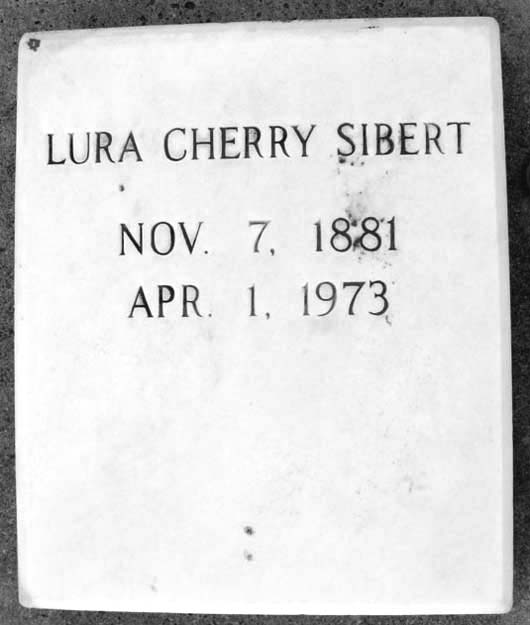 LURA CHERRY SIBERT
NOV. 7, 1881
APR. 1, 1973